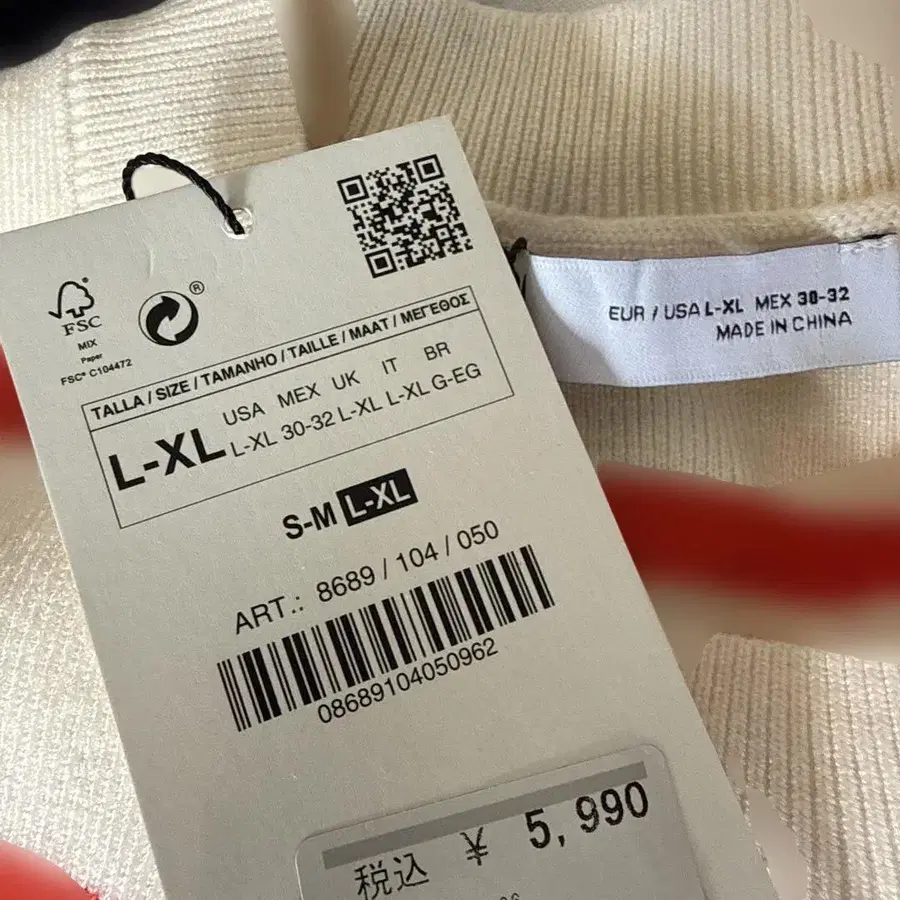 FSC
MIX
Paper
FSC® C104472
®
TALLA / SIZE / TAMANHO / TAILLE / MAAT / ΜΕΓΕΘΟΣ
USA MEX UK IT BR
L-XL L-XL 30-32 L-XL L-XL G-EG
S-M L-XL
ART.: 8689 / 104 / 050
08689104050962
税込 ¥ 5,990
EUR / USA L-XL MEX 30-32
MADE IN CHINA